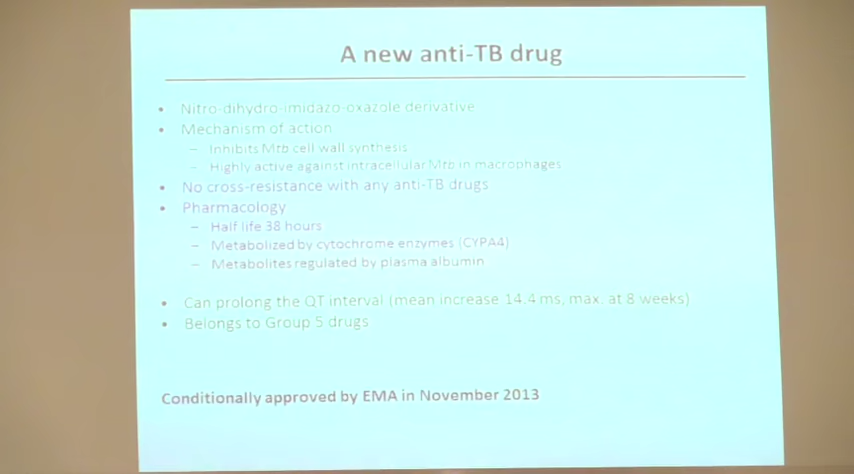 A new anti-TB drug
• Nitro-dihydro-imidazo-oxazole derivative
• Mechanism of action
– Inhibits Mtb cell wall synthesis
– Highly active against intracellular Mtb in macrophages
• No cross-resistance with any anti-TB drugs
• Pharmacology
– Half life 38 hours
– Metabolized by cytochrome enzymes (CYPA4)
– Metabolites regulated by plasma albumin
• Can prolong the QT interval (mean increase 14.4 ms, max. at 8 weeks)
• Belongs to Group 5 drugs
Conditionally approved by EMA in November 2013